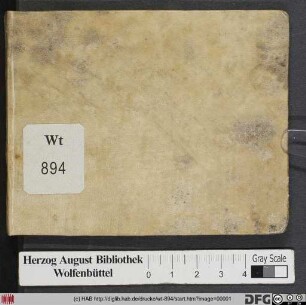 Wt
894
Herzog August Bibliothek
Wolfenbüttel
0 1 2 3 4
Gray Scale
(c) HAB http://diglib.hab.de/drucke/wt-894/start.htm?image=00001
DFG